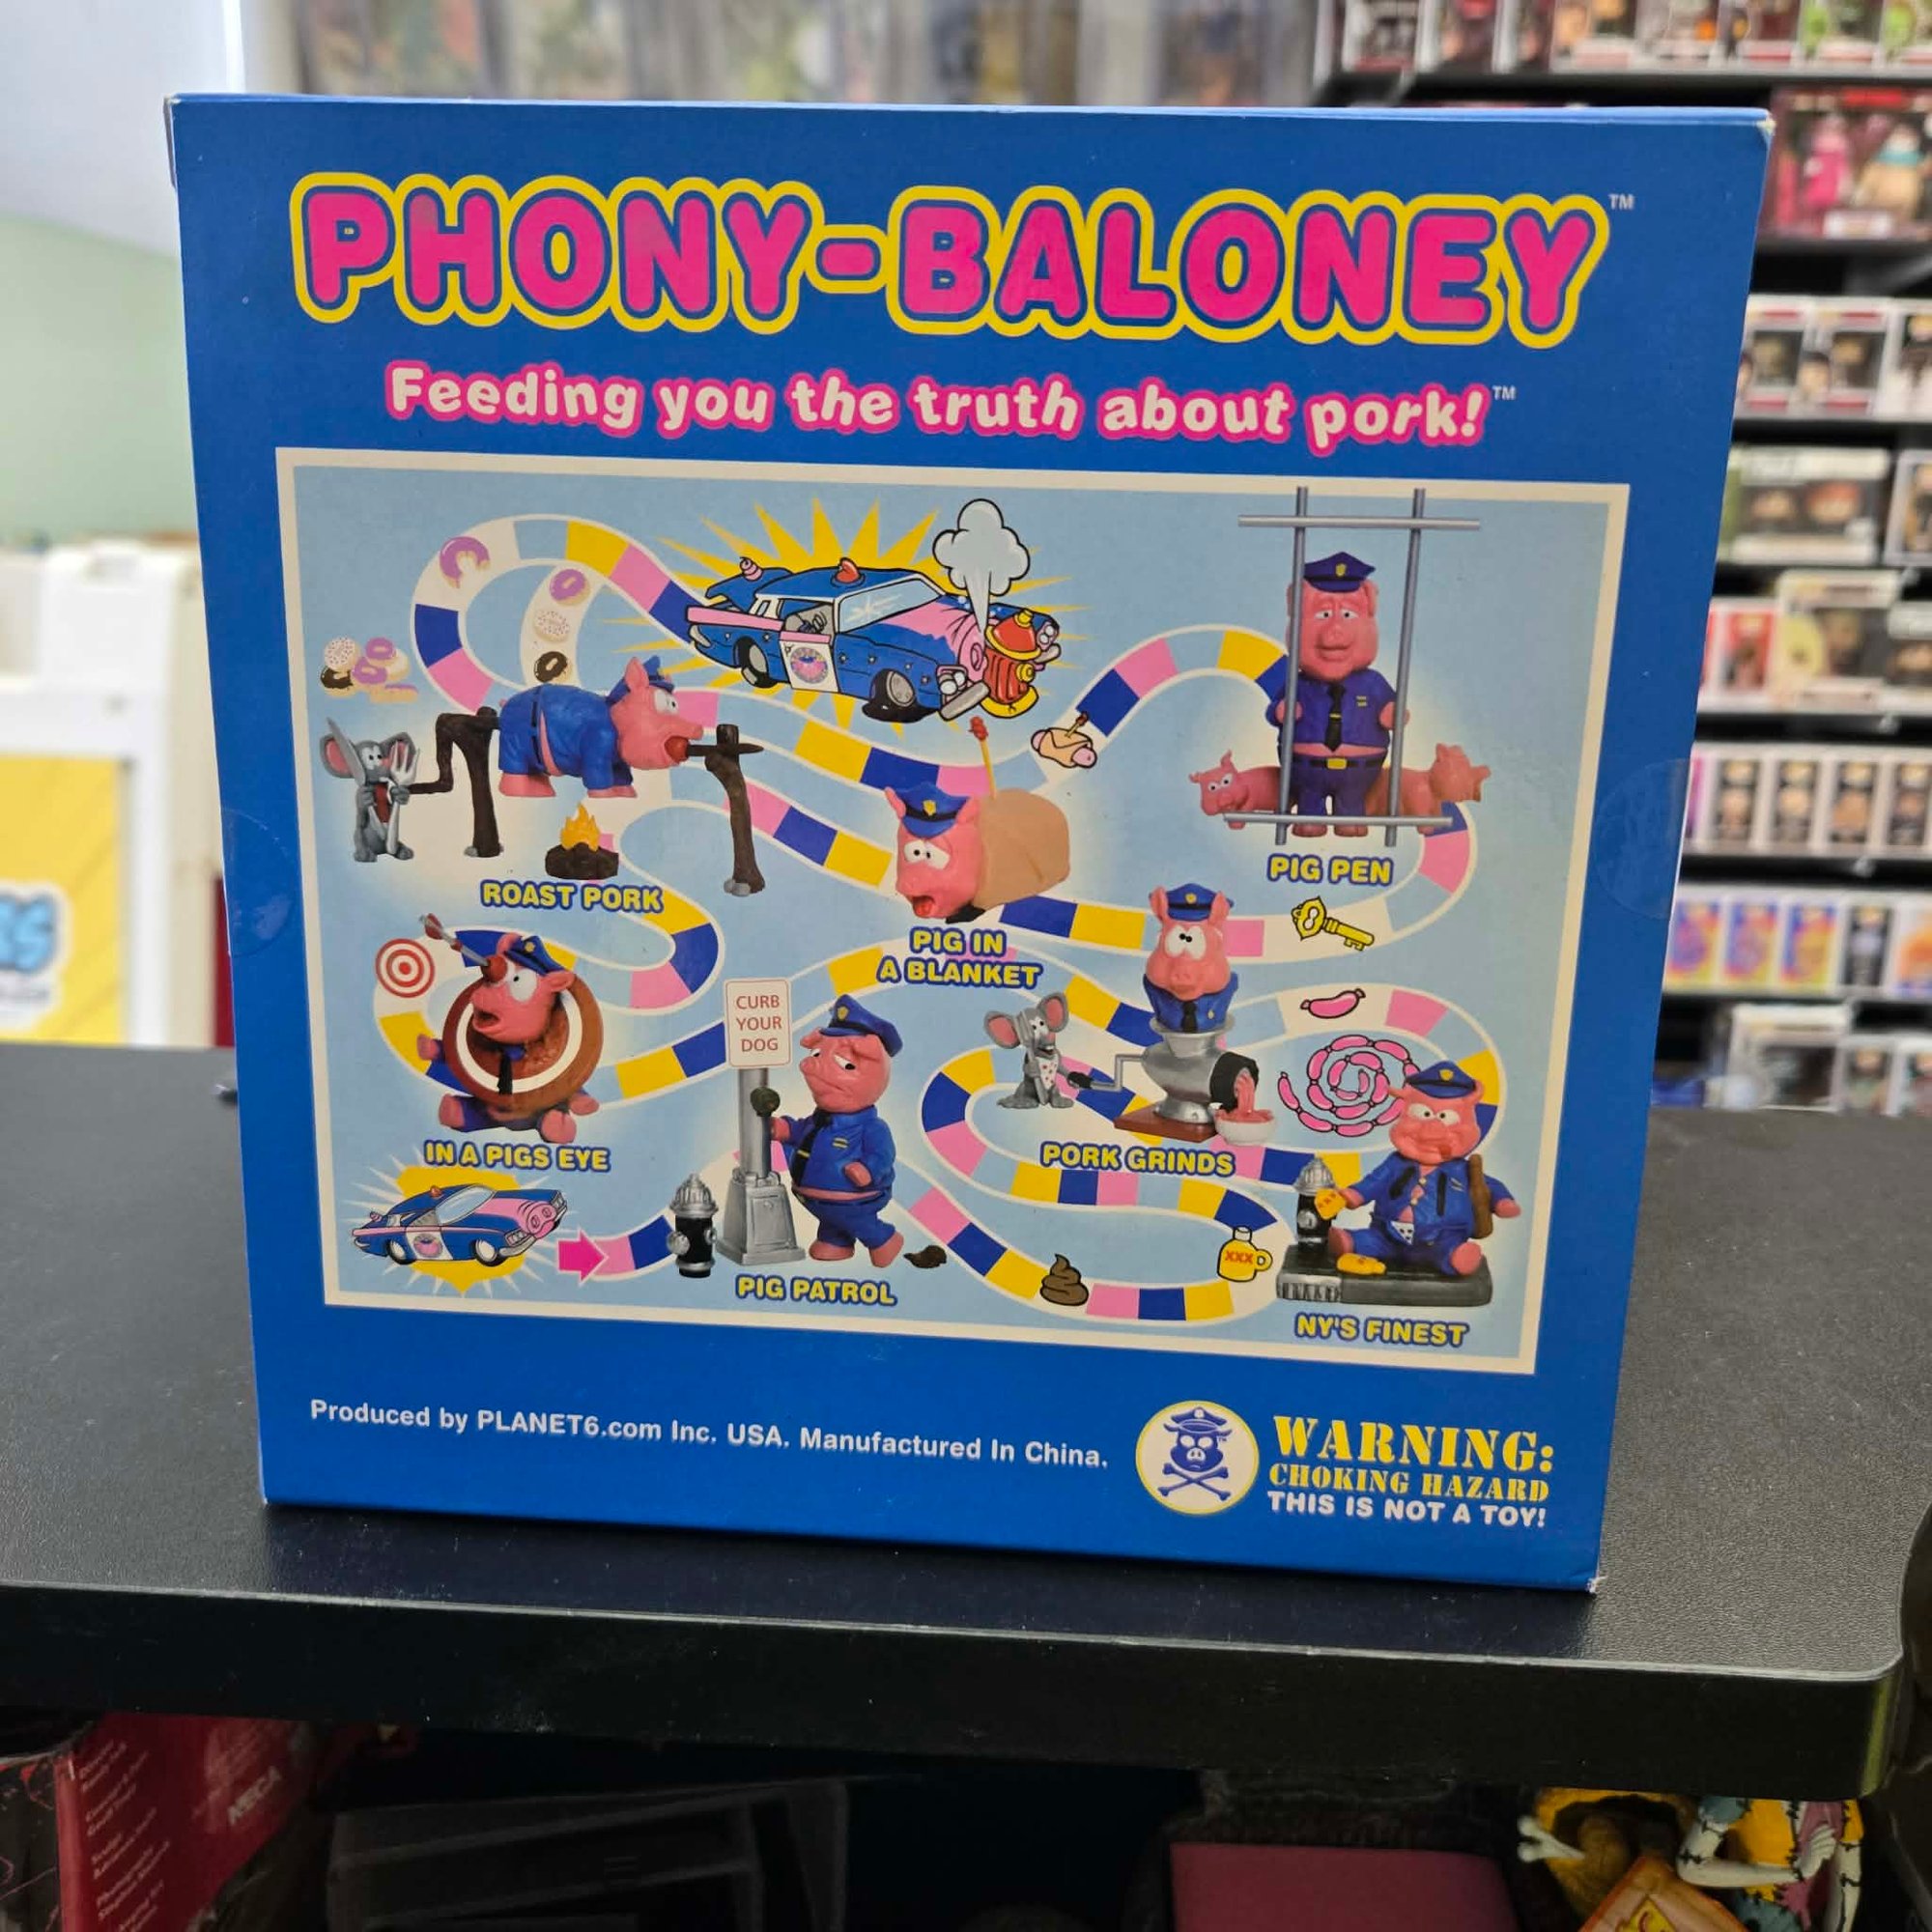 PHONY-BALONEY™
Feeding you the truth about pork!™
PIG PEN
ROAST PORK
PIG IN
A BLANKET
CURB
YOUR
DOG
IN A PIGS EYE
PORK GRINDS
XXX
PIG PATROL
NY'S FINEST
Produced by PLANET6.com Inc. USA. Manufactured In China.
WARNING:
CHOKING HAZARD
THIS IS NOT A TOY!
NECA